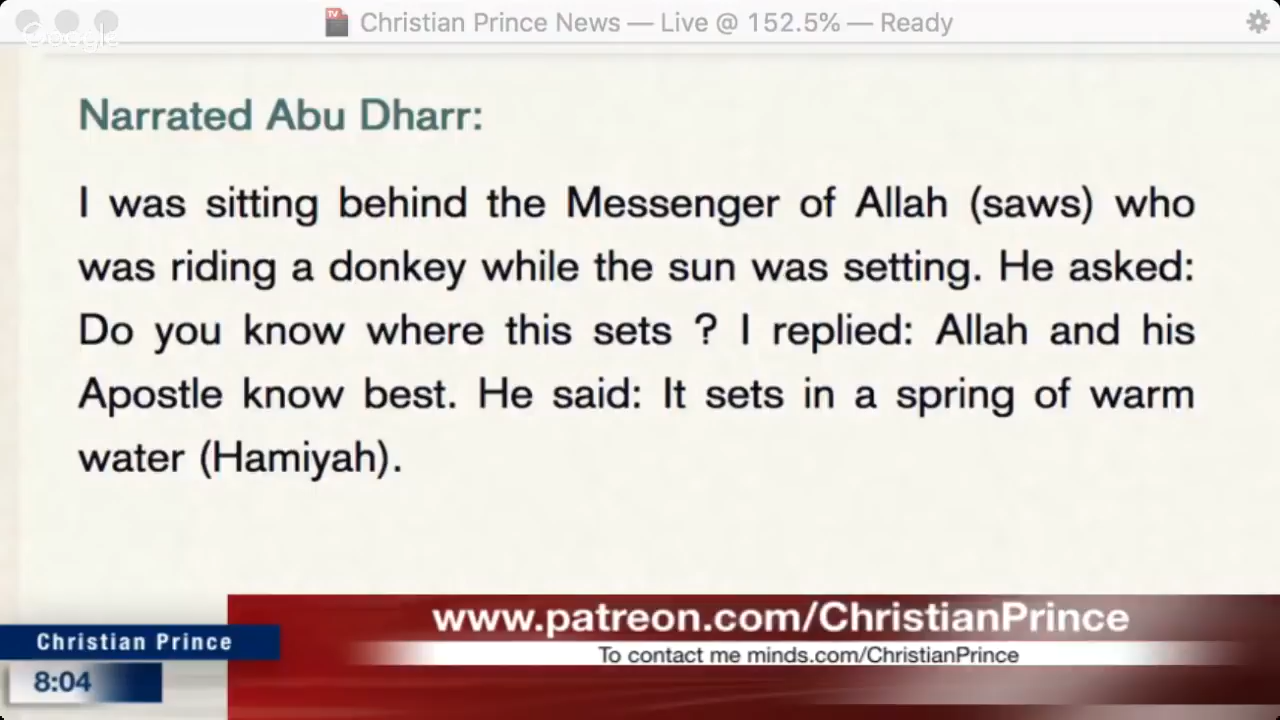 Christian Prince News — Live @ 152.5% — Ready
Google
Narrated Abu Dharr:
I was sitting behind the Messenger of Allah (saws) who
was riding a donkey while the sun was setting. He asked:
Do you know where this sets ? I replied: Allah and his
Apostle know best. He said: It sets in a spring of warm
water (Hamiyah).
www.patreon.com/ChristianPrince
Christian Prince
To contact me minds.com/ChristianPrince
8:04